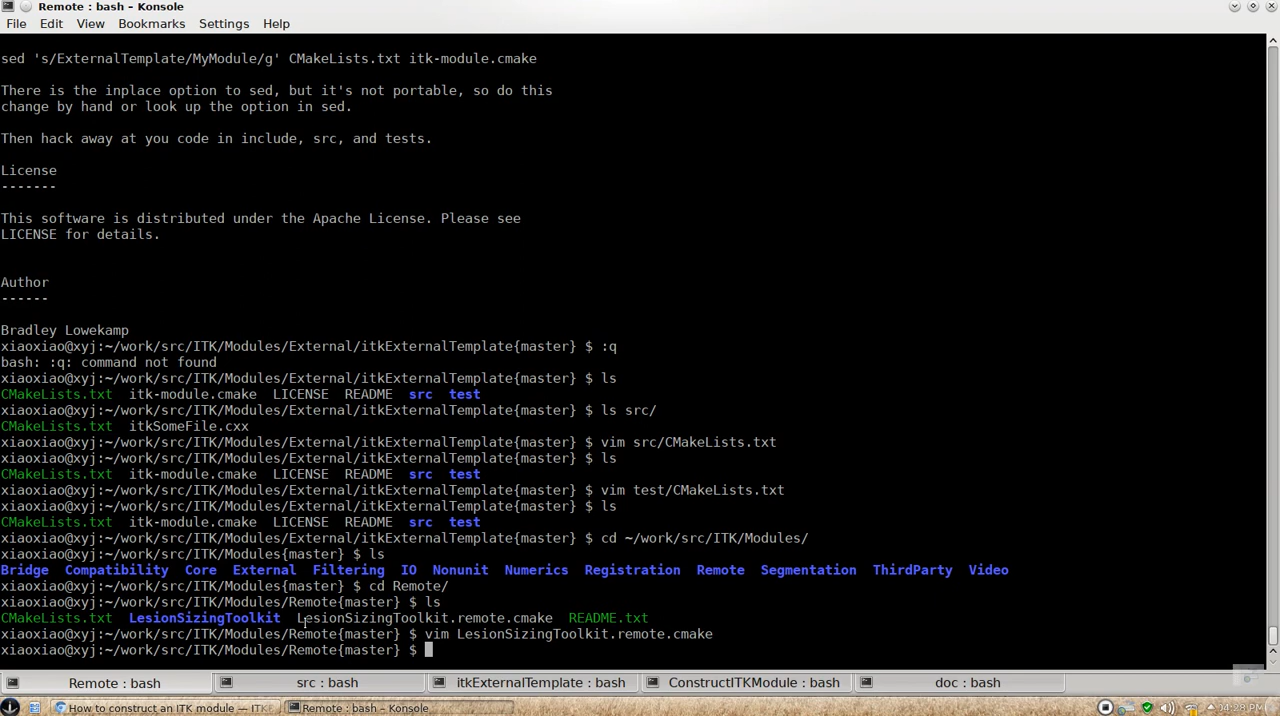 Remote : bash – Konsole
File Edit View Bookmarks Settings Help
sed 's/ExternalTemplate/MyModule/g' CMakeLists.txt itk-module.cmake
There is the inplace option to sed, but it's not portable, so do this
change by hand or look up the option in sed.
Then hack away at you code in include, src, and tests.
License
-------
This software is distributed under the Apache License. Please see
LICENSE for details.
Author
------
Bradley Lowekamp
xiaoxiao@xyj:~/work/src/ITK/Modules/External/itkExternalTemplate{master} $ :q
bash: :q: command not found
xiaoxiao@xyj:~/work/src/ITK/Modules/External/itkExternalTemplate{master} $ ls
CMakeLists.txt itk-module.cmake LICENSE README src test
xiaoxiao@xyj:~/work/src/ITK/Modules/External/itkExternalTemplate{master} $ ls src/
CMakeLists.txt itkSomeFile.cxx
xiaoxiao@xyj:~/work/src/ITK/Modules/External/itkExternalTemplate{master} $ vim src/CMakeLists.txt
xiaoxiao@xyj:~/work/src/ITK/Modules/External/itkExternalTemplate{master} $ ls
CMakeLists.txt itk-module.cmake LICENSE README src test
xiaoxiao@xyj:~/work/src/ITK/Modules/External/itkExternalTemplate{master} $ vim test/CMakeLists.txt
xiaoxiao@xyj:~/work/src/ITK/Modules/External/itkExternalTemplate{master} $ ls
CMakeLists.txt itk-module.cmake LICENSE README src test
xiaoxiao@xyj:~/work/src/ITK/Modules/External/itkExternalTemplate{master} $ cd ~/work/src/ITK/Modules/
xiaoxiao@xyj:~/work/src/ITK/Modules{master} $ ls
Bridge Compatibility Core External Filtering IO Nonunit Numerics Registration Remote Segmentation ThirdParty Video
xiaoxiao@xyj:~/work/src/ITK/Modules{master} $ cd Remote/
xiaoxiao@xyj:~/work/src/ITK/Modules/Remote{master} $ ls
CMakeLists.txt LesionSizingToolkit LesionSizingToolkit.remote.cmake README.txt
xiaoxiao@xyj:~/work/src/ITK/Modules/Remote{master} $ vim LesionSizingToolkit.remote.cmake
xiaoxiao@xyj:~/work/src/ITK/Modules/Remote{master} $
Remote : bash src : bash itkExternalTemplate : bash ConstructITKModule : bash doc : bash
How to construct an ITK module — ITK Remote : bash – Konsole 04:28 PM